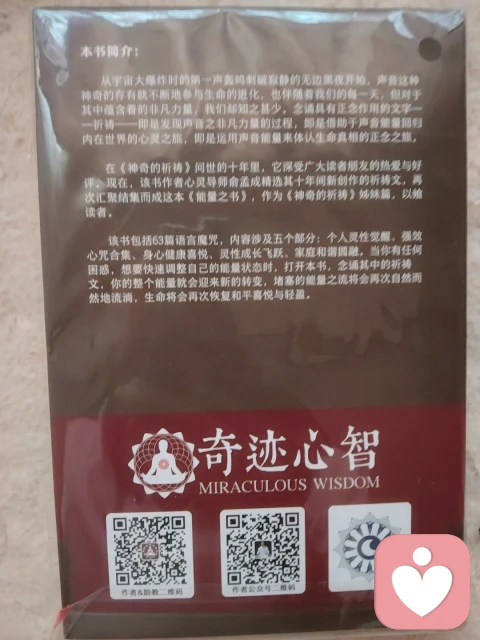 本书简介：
从宇宙大爆炸时的第一声轰鸣刺破寂静的无边黑夜开始，声音这种
神奇的存有就不断地参与生命的进化，也伴随着我们的每一天，但对于
其中蕴含着的非凡力量，我们却知之甚少，念诵具有正念作用的文字—
—祈祷——即是发现声音之非凡力量的过程，即是借助于声音能量回归
内在世界的心灵之旅，即是运用声音能量来体认生命真相的正念之旅。
在《神奇的祈祷》问世的十年里，它深受广大读者朋友的热爱与好
评。现在，该书作者心灵导师俞孟成精选其十年间新创作的祈祷文，再
次汇聚结集而成这本《能量之书》，作为《神奇的祈祷》姊妹篇，以飨
读者。
该书包括63篇语言魔咒，内容涉及五个部分：个人灵性觉醒、强效
心咒合集、身心健康喜悦、灵性成长飞跃、家庭和谐圆融。当你有任何
困惑，想要快速调整自己的能量状态时，打开本书，念诵其中的祈祷
文，你的整个能量就会迎来新的转变，堵塞的能量之流将会再次自然而
然地流淌，生命将会再次恢复和平喜悦与轻盈。
奇迹心智
MIRACULOUS WISDOM
作者&助教二维码
作者公众号二维码